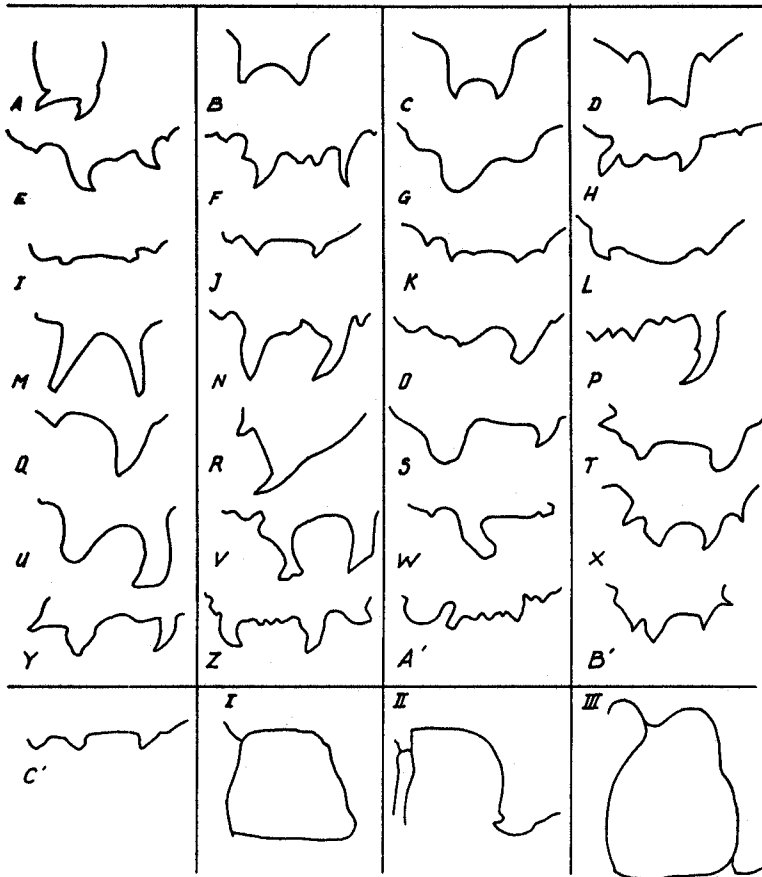 A B C D
E F G H
I J K L
M N O P
Q R S T
U V W X
Y Z A' B'
C' I II III